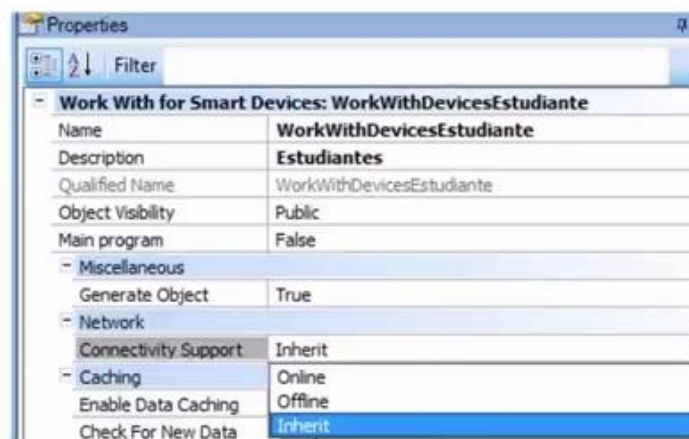 Properties
Filter
Work With for Smart Devices: WorkWithDevicesEstudiante
Name WorkWithDevicesEstudiante
Description Estudiantes
Qualified Name WorkWithDevicesEstudiante
Object Visibility Public
Main program False
Miscellaneous
Generate Object True
Network
Connectivity Support Inherit
Caching Online
Enable Data Caching Offline
Check For New Data Inherit